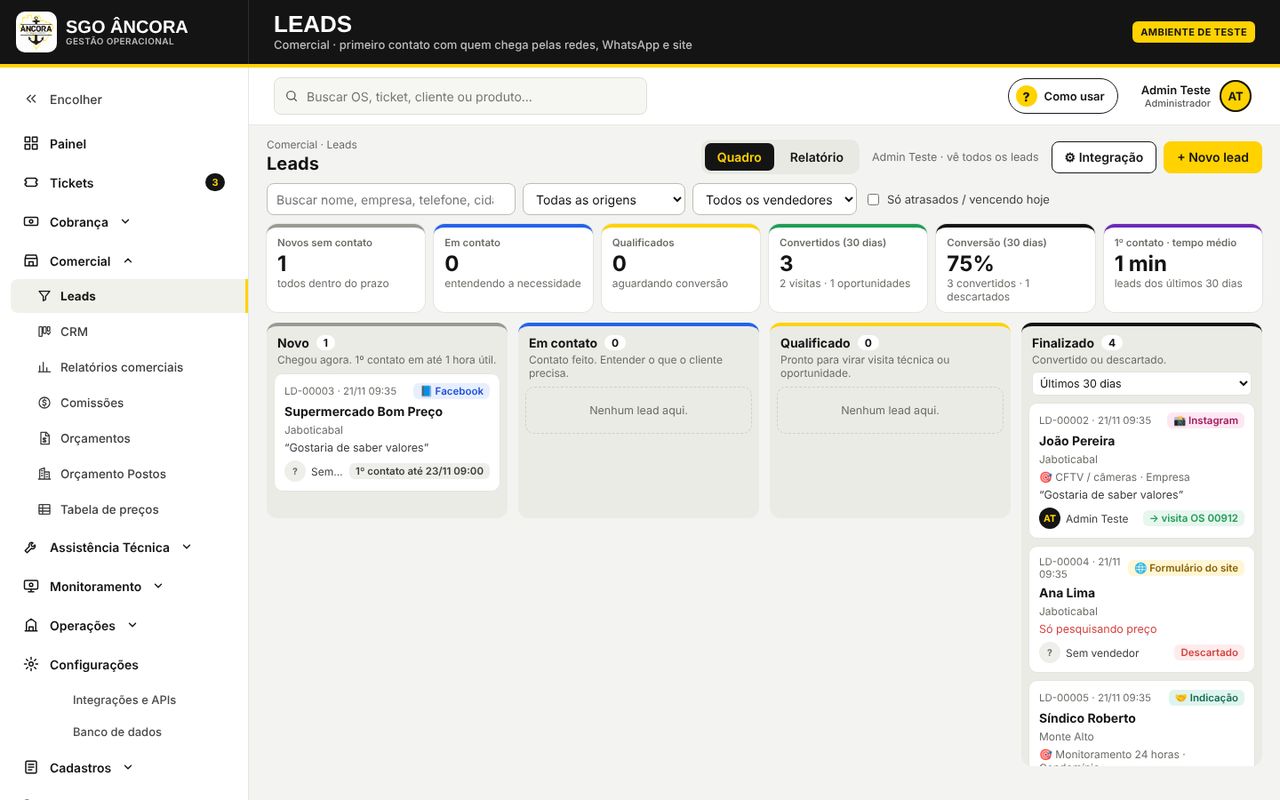 ÂNCORA
SGO ÂNCORA
GESTÃO OPERACIONAL
LEADS
Comercial · primeiro contato com quem chega pelas redes, WhatsApp e site
AMBIENTE DE TESTE
Encolher
Buscar OS, ticket, cliente ou produto...
? Como usar
Admin Teste
Administrador
AT
Painel
Tickets 3
Cobrança
Comercial
Leads
CRM
Relatórios comerciais
Comissões
Orçamentos
Orçamento Postos
Tabela de preços
Assistência Técnica
Monitoramento
Operações
Configurações
Integrações e APIs
Banco de dados
Cadastros
Comercial · Leads
Leads
Quadro Relatório
Admin Teste · vê todos os leads
⚙ Integração
+ Novo lead
Buscar nome, empresa, telefone, cid
Todas as origens
Todos os vendedores
Só atrasados / vencendo hoje
Novos sem contato
1
todos dentro do prazo
Em contato
0
entendendo a necessidade
Qualificados
0
aguardando conversão
Convertidos (30 dias)
3
2 visitas · 1 oportunidades
Conversão (30 dias)
75%
3 convertidos · 1
descartados
1º contato · tempo médio
1 min
leads dos últimos 30 dias
Novo 1
Chegou agora. 1º contato em até 1 hora útil.
LD-00003 · 21/11 09:35 📘 Facebook
Supermercado Bom Preço
Jaboticabal
“Gostaria de saber valores”
? Sem... 1º contato até 23/11 09:00
Em contato 0
Contato feito. Entender o que o cliente
precisa.
Nenhum lead aqui.
Qualificado 0
Pronto para virar visita técnica ou
oportunidade.
Nenhum lead aqui.
Finalizado 4
Convertido ou descartado.
Últimos 30 dias
LD-00002 · 21/11 09:35 📸 Instagram
João Pereira
Jaboticabal
🎯 CFTV / câmeras · Empresa
“Gostaria de saber valores”
AT Admin Teste → visita OS 00912
LD-00004 · 21/11
09:35
🌐 Formulário do site
Ana Lima
Jaboticabal
Só pesquisando preço
? Sem vendedor Descartado
LD-00005 · 21/11 09:35 🤝 Indicação
Síndico Roberto
Monte Alto
🎯 Monitoramento 24 horas ·